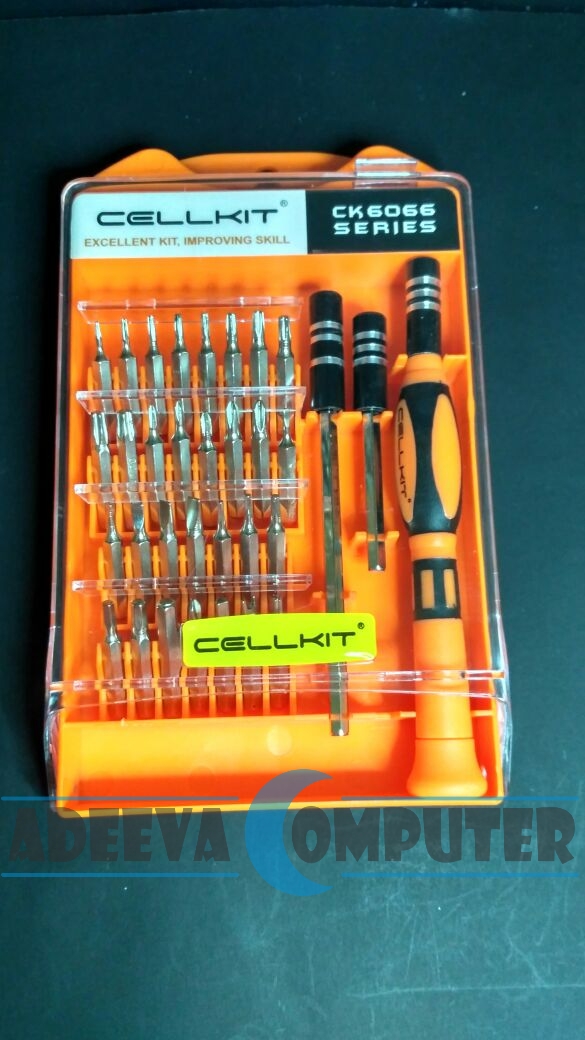 CELLKIT®
EXCELLENT KIT, IMPROVING SKILL
CK6066
SERIES
CELLKIT
CELLKIT®
ADEEVA COMPUTER